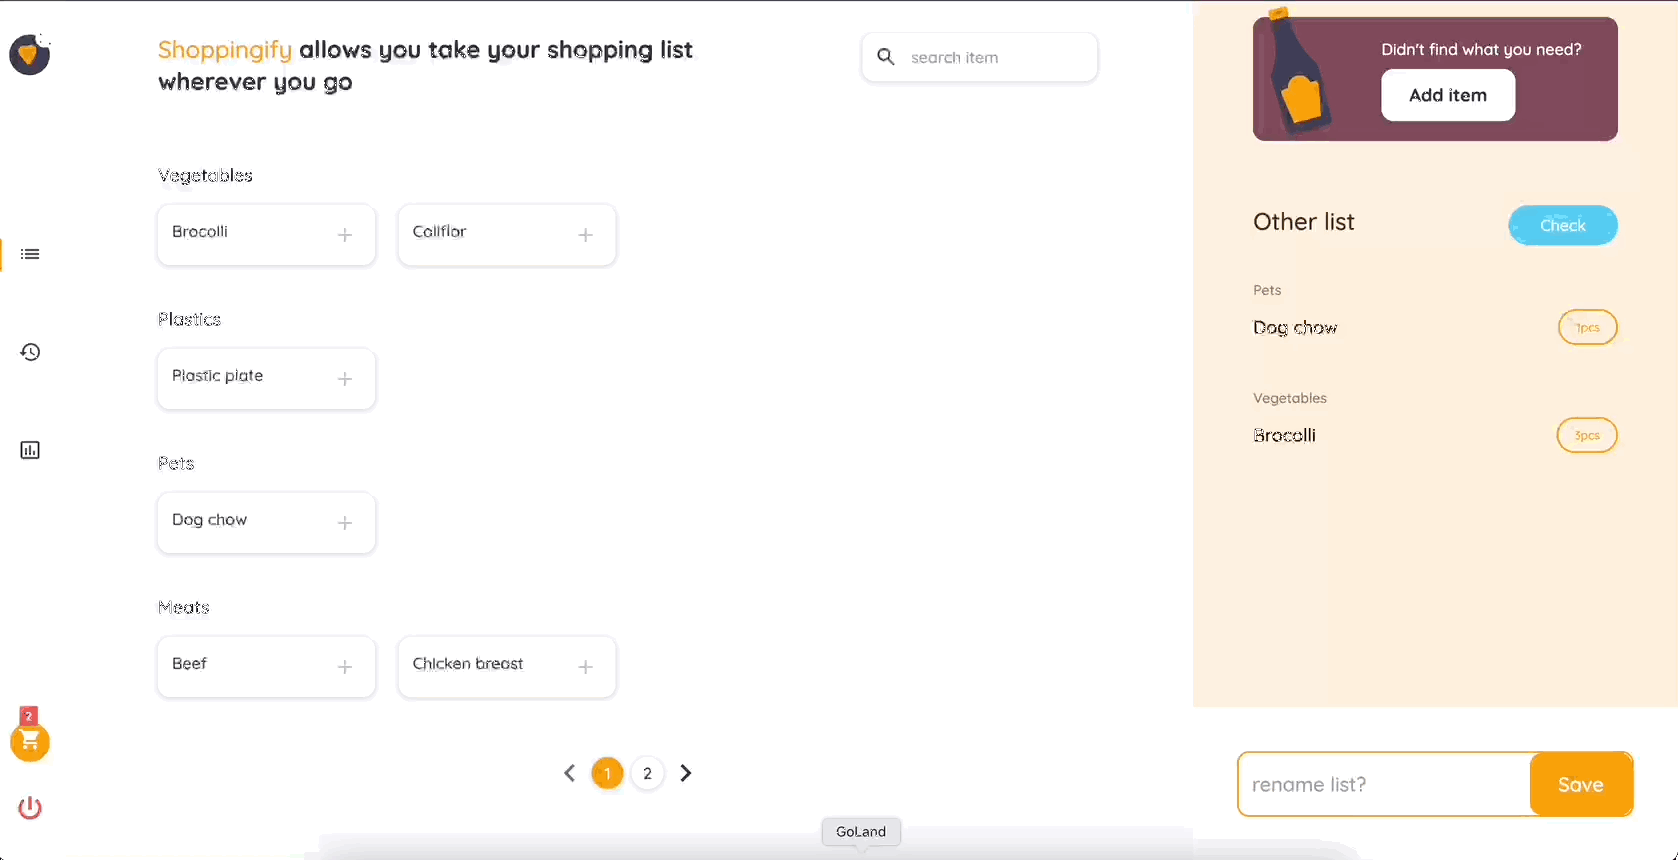 Shoppingify allows you take your shopping list
wherever you go
search item
Vegetables
Brocolli
Califlor
Plastics
Plastic plate
Pets
Dog chow
Meats
Beef
Chicken breast
1
2
2
Didn't find what you need?
Add item
Other list
Check
Pets
Dog chow
1pcs
Vegetables
Brocolli
3pcs
rename list?
Save
GoLand